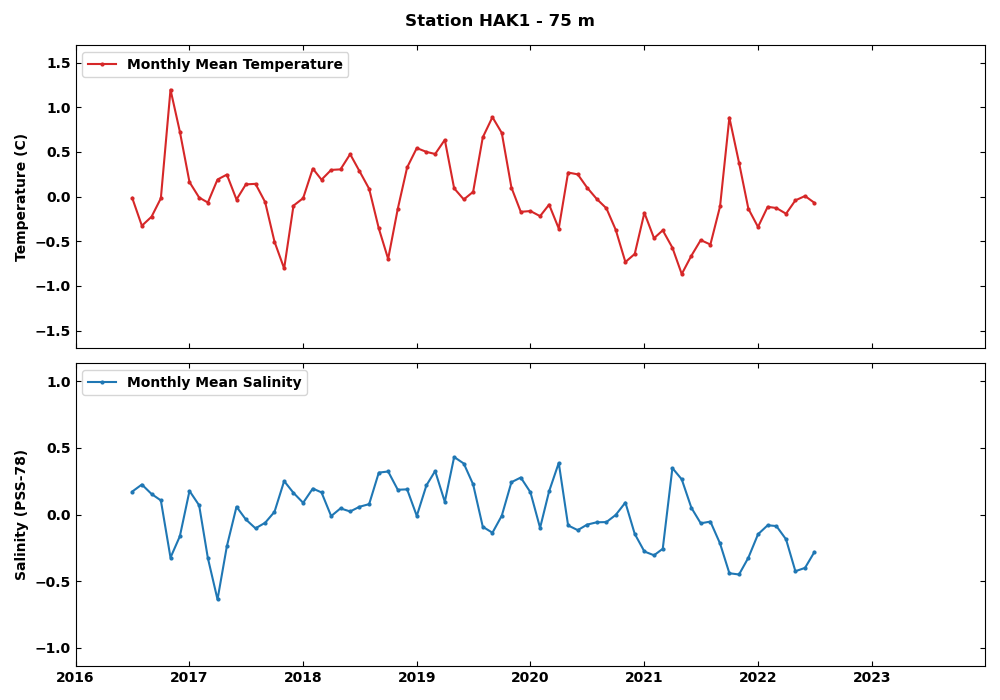 Station HAK1 - 75 m
Monthly Mean Temperature
Temperature (C)
1.5
1.0
0.5
0.0
−0.5
−1.0
−1.5
Monthly Mean Salinity
Salinity (PSS-78)
1.0
0.5
0.0
−0.5
−1.0
2016 2017 2018 2019 2020 2021 2022 2023